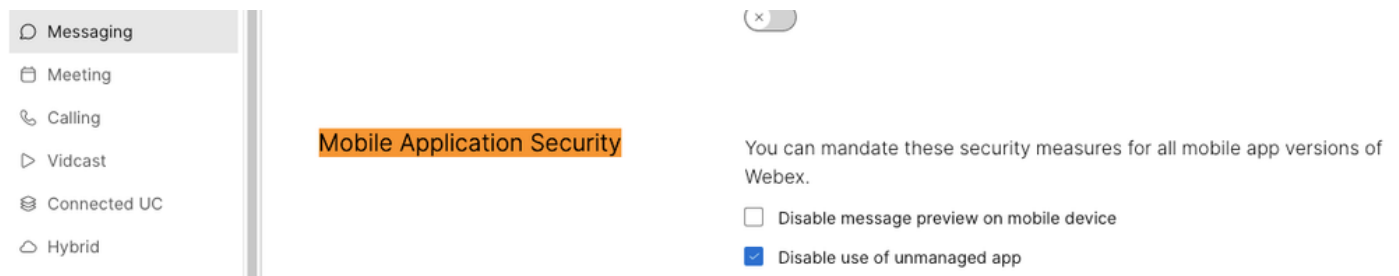 Messaging
Meeting
Calling
Vidcast
Connected UC
Hybrid
Mobile Application Security
You can mandate these security measures for all mobile app versions of
Webex.
Disable message preview on mobile device
Disable use of unmanaged app